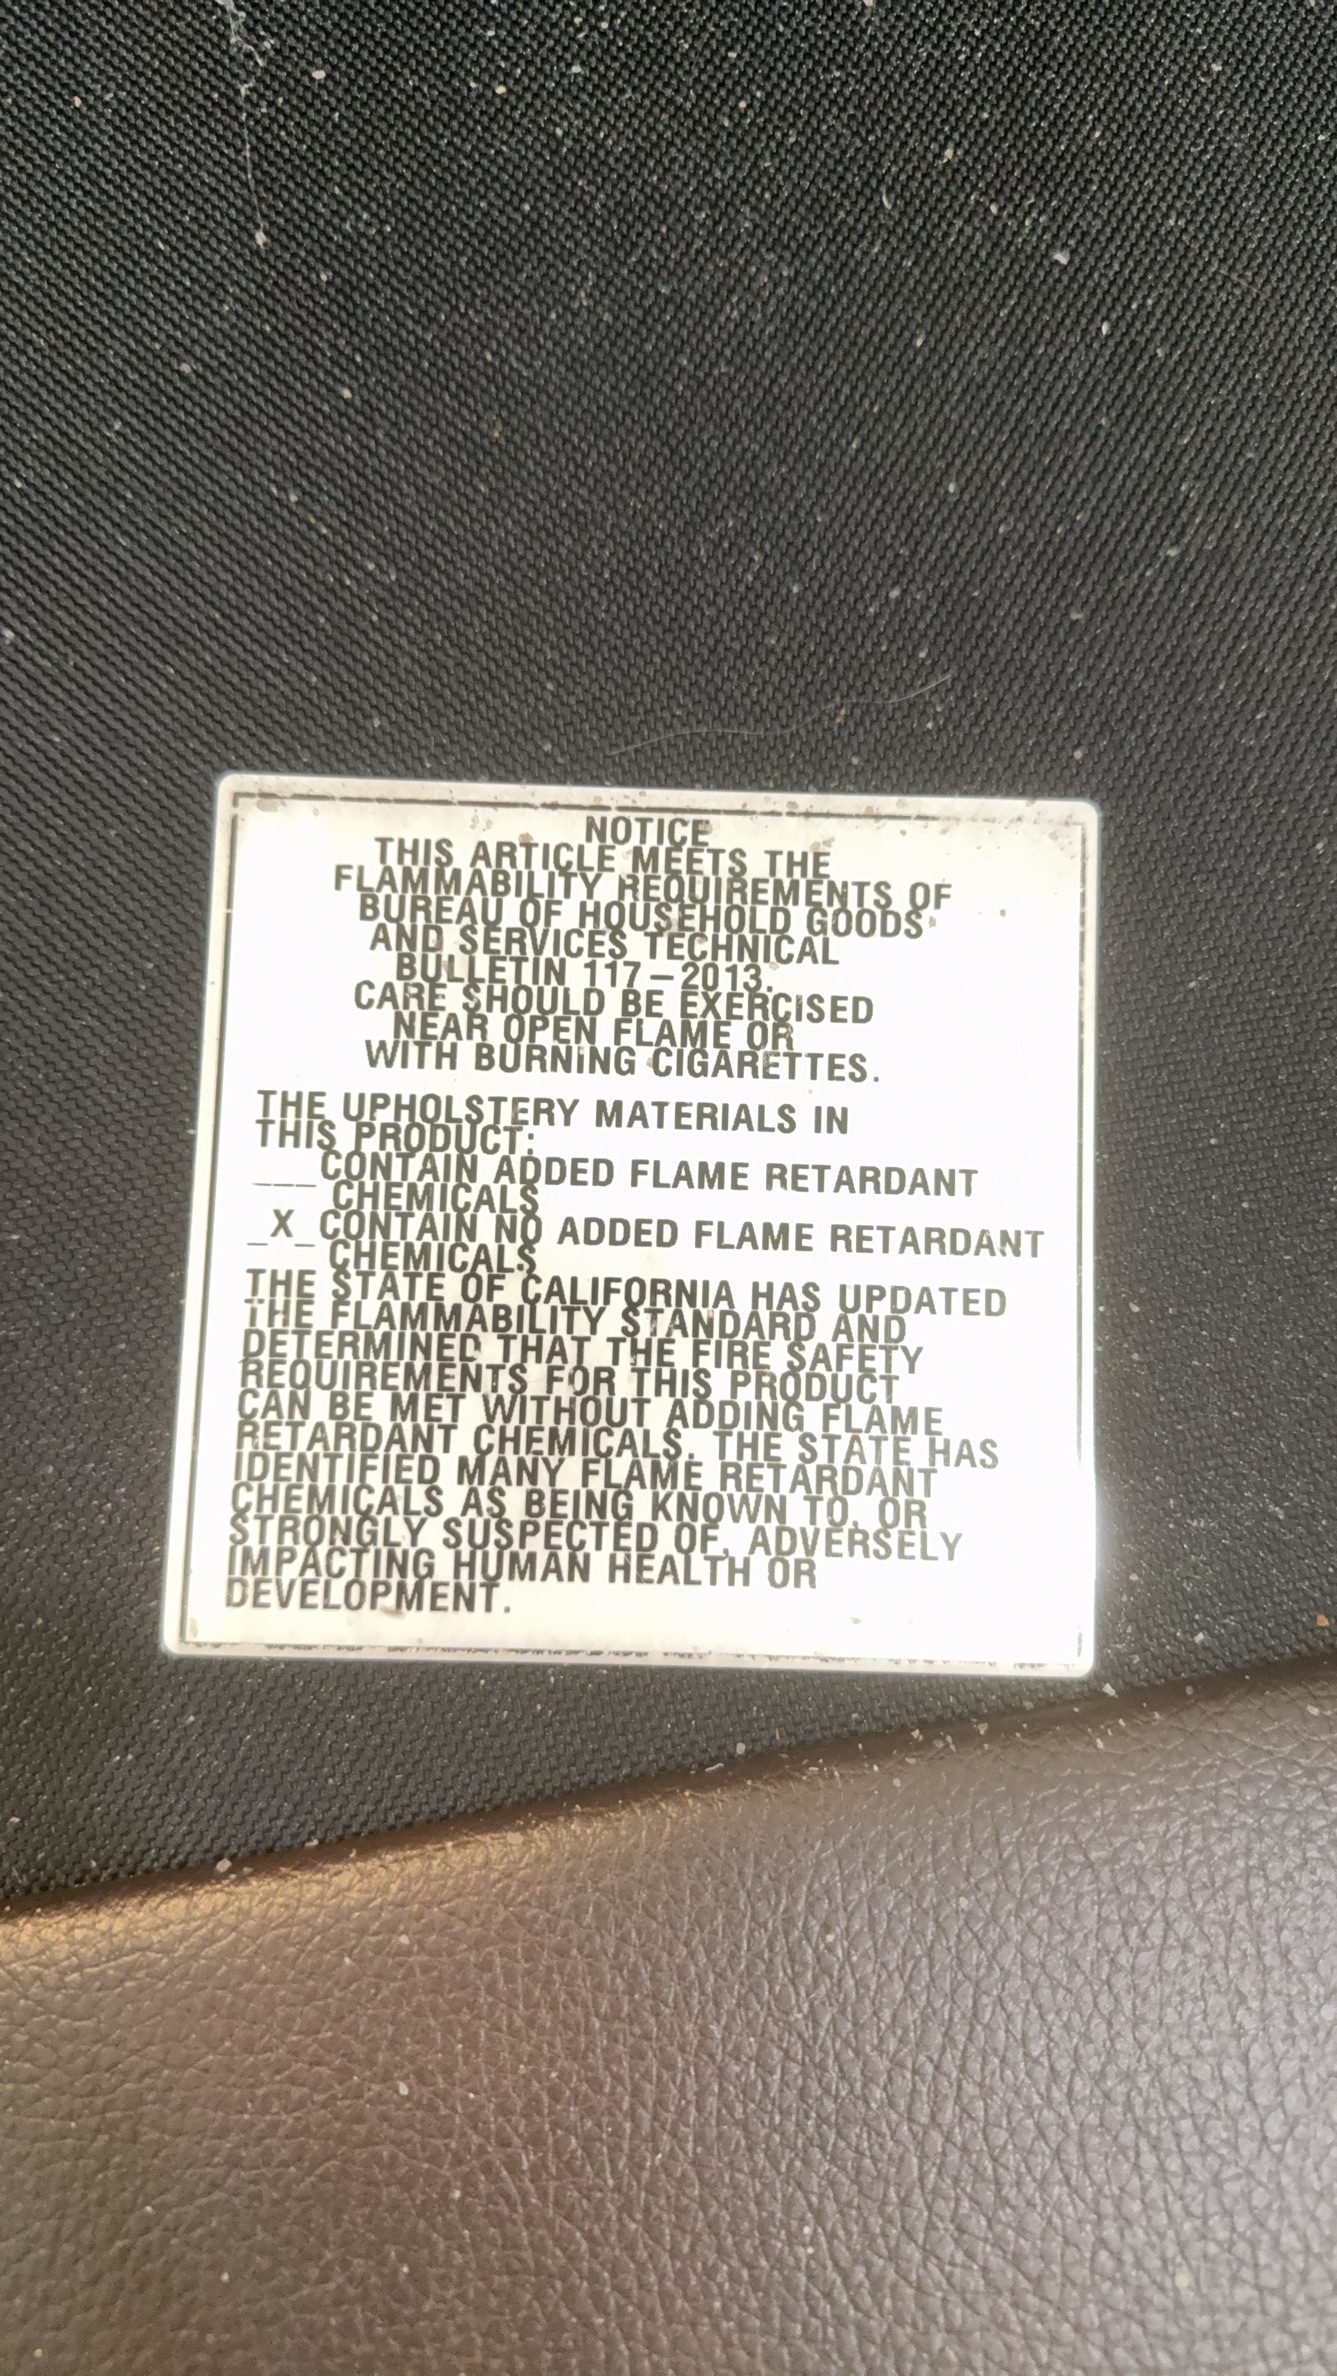 NOTICE
THIS ARTICLE MEETS THE
FLAMMABILITY REQUIREMENTS OF
BUREAU OF HOUSEHOLD GOODS
AND SERVICES TECHNICAL
BULLETIN 117-2013.
CARE SHOULD BE EXERCISED
NEAR OPEN FLAME OR
WITH BURNING CIGARETTES.
THE UPHOLSTERY MATERIALS IN
THIS PRODUCT:
___ CONTAIN ADDED FLAME RETARDANT
CHEMICALS
_X_ CONTAIN NO ADDED FLAME RETARDANT
CHEMICALS
THE STATE OF CALIFORNIA HAS UPDATED
THE FLAMMABILITY STANDARD AND
DETERMINED THAT THE FIRE SAFETY
REQUIREMENTS FOR THIS PRODUCT
CAN BE MET WITHOUT ADDING FLAME
RETARDANT CHEMICALS. THE STATE HAS
IDENTIFIED MANY FLAME RETARDANT
CHEMICALS AS BEING KNOWN TO, OR
STRONGLY SUSPECTED OF, ADVERSELY
IMPACTING HUMAN HEALTH OR
DEVELOPMENT.